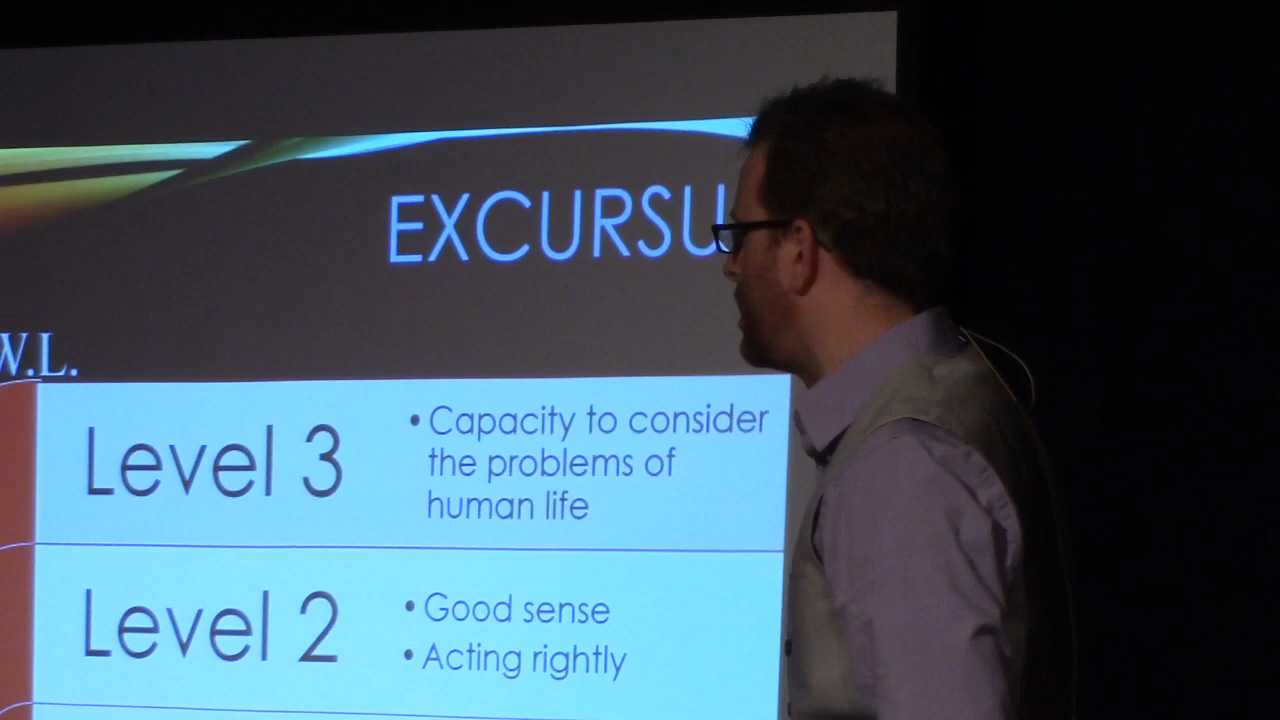 EXCURSU
W.L.
Level 3
• Capacity to consider
the problems of
human life
Level 2
• Good sense
• Acting rightly